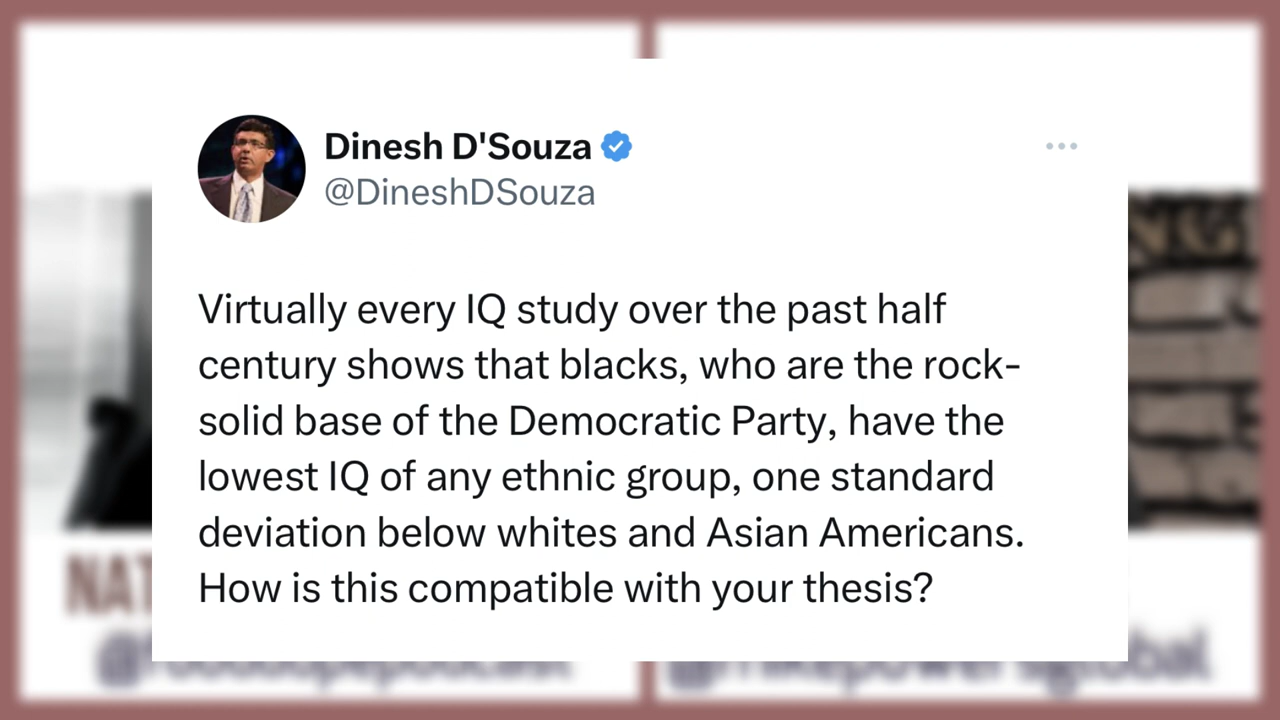 Dinesh D'Souza
@DineshDSouza
Virtually every IQ study over the past half
century shows that blacks, who are the rock-
solid base of the Democratic Party, have the
lowest IQ of any ethnic group, one standard
deviation below whites and Asian Americans.
How is this compatible with your thesis?
NAT